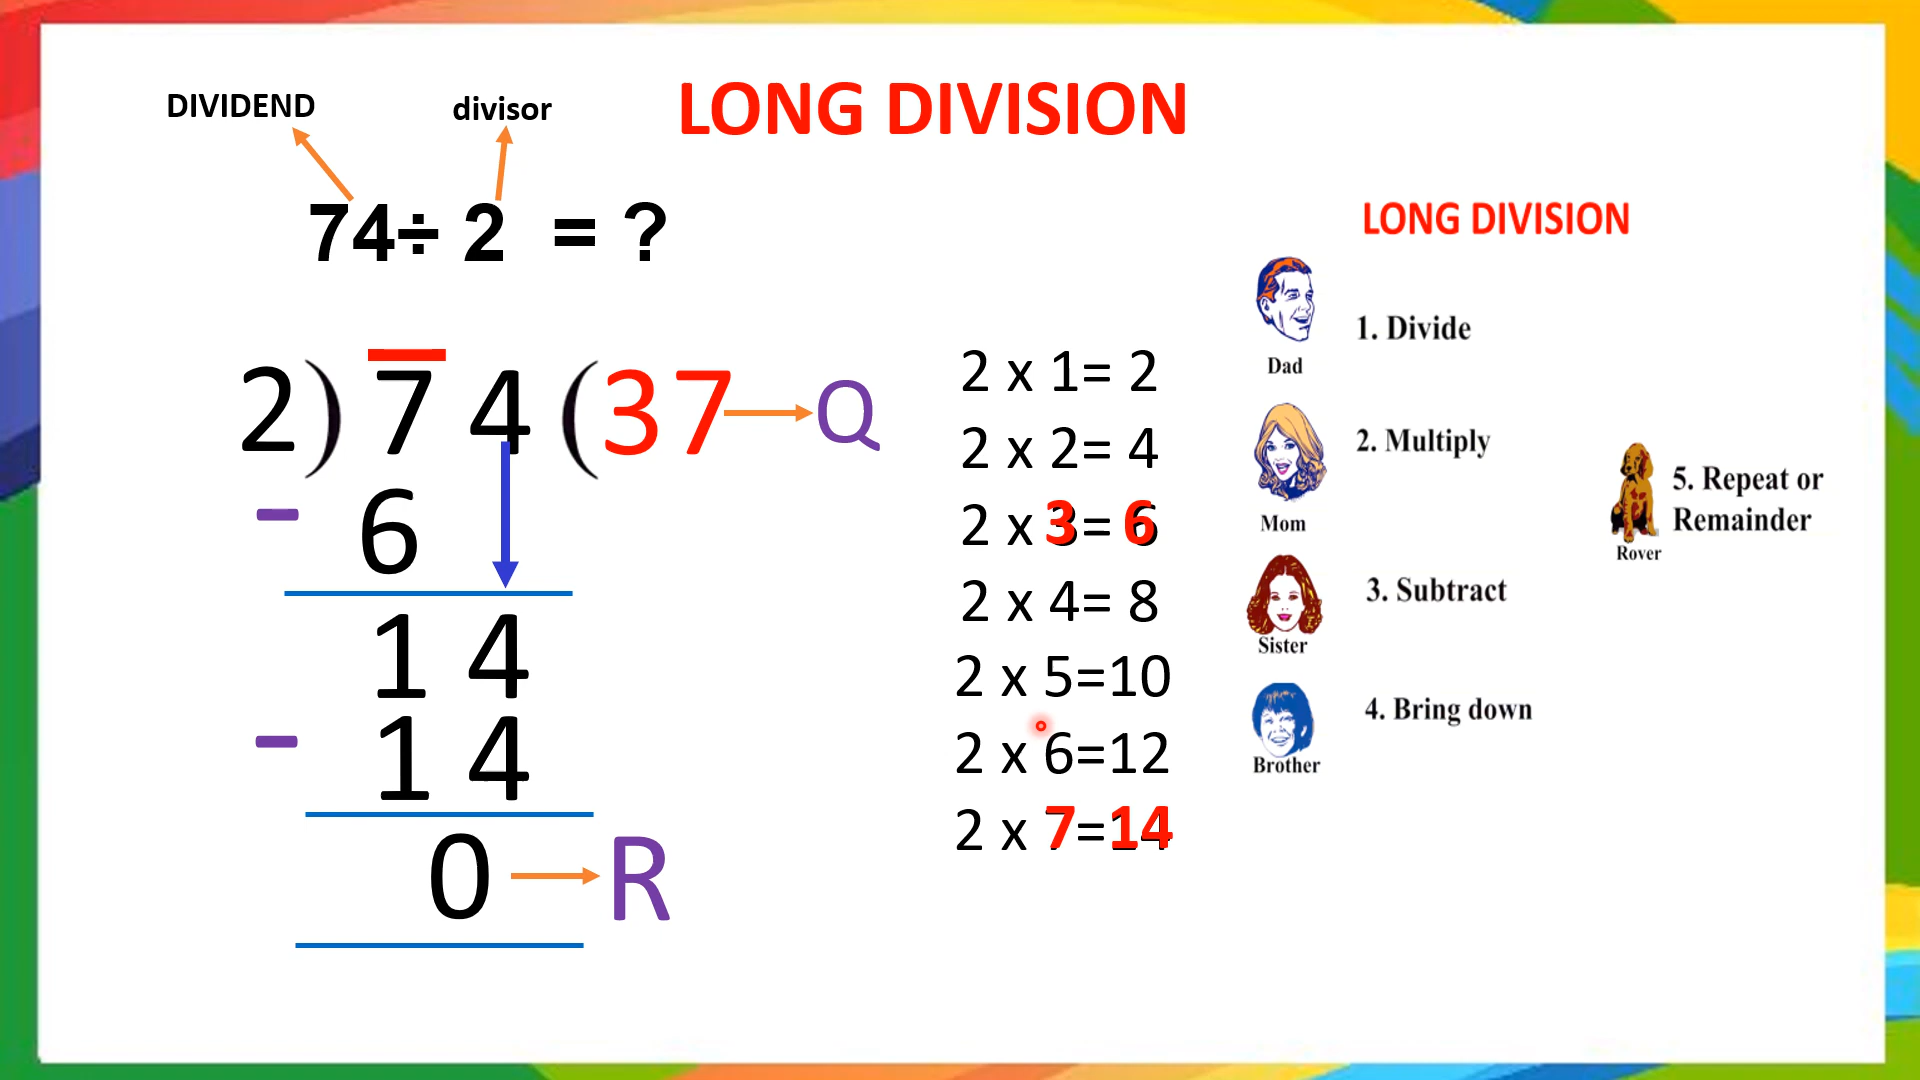 LONG DIVISION
DIVIDEND divisor
74÷ 2 = ?
2) 7 4 (37 Q
- 6
1 4
- 1 4
0 R
2 x 1= 2
2 x 2= 4
2 x 3= 6
2 x 4= 8
2 x 5=10
2 x 6=12
2 x 7=14
LONG DIVISION
1. Divide
Dad
2. Multiply
Mom
3. Subtract
Sister
4. Bring down
Brother
5. Repeat or
Remainder
Rover